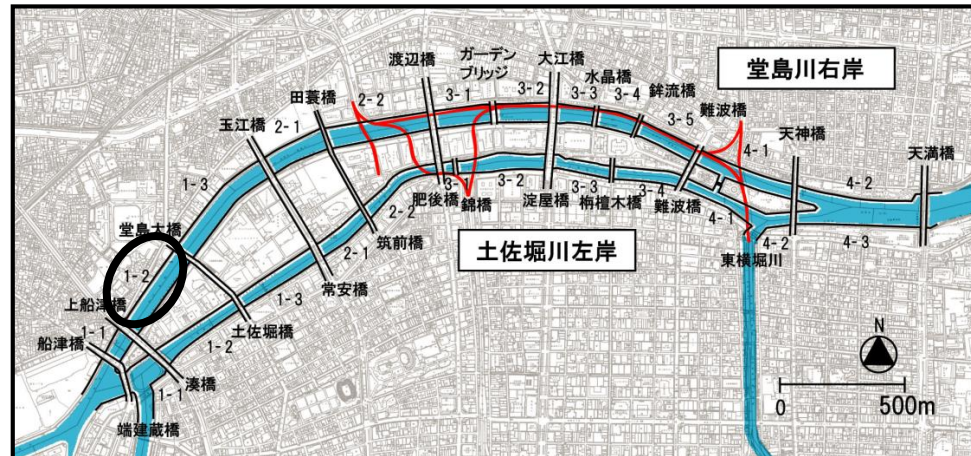 堂島川右岸
土佐堀川左岸
渡辺橋
ガーデン
ブリッジ
大江橋
水晶橋
鉾流橋
難波橋
天神橋
天満橋
田蓑橋
玉江橋
堂島大橋
上船津橋
船津橋
端建蔵橋
湊橋
土佐堀橋
常安橋
筑前橋
肥後橋
錦橋
淀屋橋
栴檀木橋
難波橋
東横堀川
1-1
1-2
1-3
2-1
2-2
3-1
3-2
3-3
3-4
3-5
4-1
4-2
1-1
1-2
1-3
2-1
2-2
3-1
3-2
3-3
3-4
4-1
4-2
4-3
N
0
500m